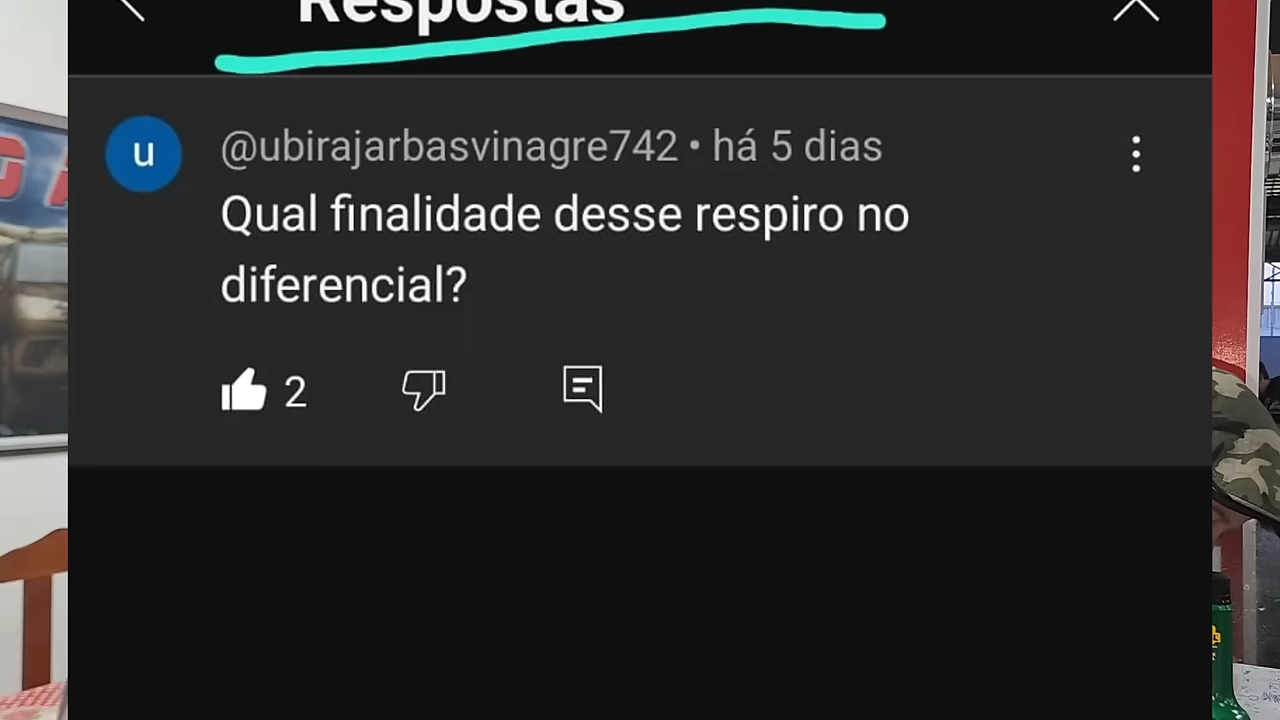 Respostas
u
@ubirajarbasvinagre742 • há 5 dias
Qual finalidade desse respiro no
diferencial?
2